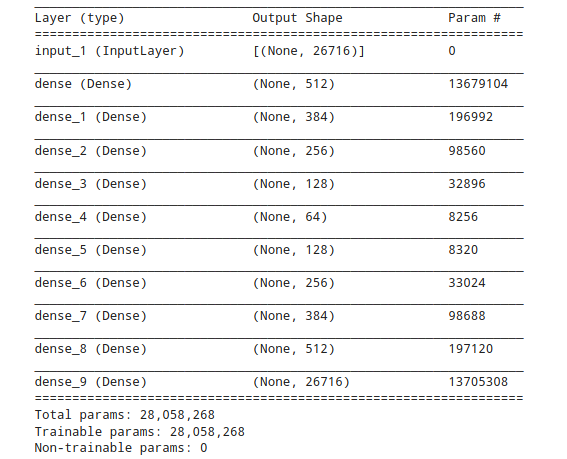 Layer (type) Output Shape Param #
input_1 (InputLayer) [(None, 26716)] 0
dense (Dense) (None, 512) 13679104
dense_1 (Dense) (None, 384) 196992
dense_2 (Dense) (None, 256) 98560
dense_3 (Dense) (None, 128) 32896
dense_4 (Dense) (None, 64) 8256
dense_5 (Dense) (None, 128) 8320
dense_6 (Dense) (None, 256) 33024
dense_7 (Dense) (None, 384) 98688
dense_8 (Dense) (None, 512) 197120
dense_9 (Dense) (None, 26716) 13705308
Total params: 28,058,268
Trainable params: 28,058,268
Non-trainable params: 0